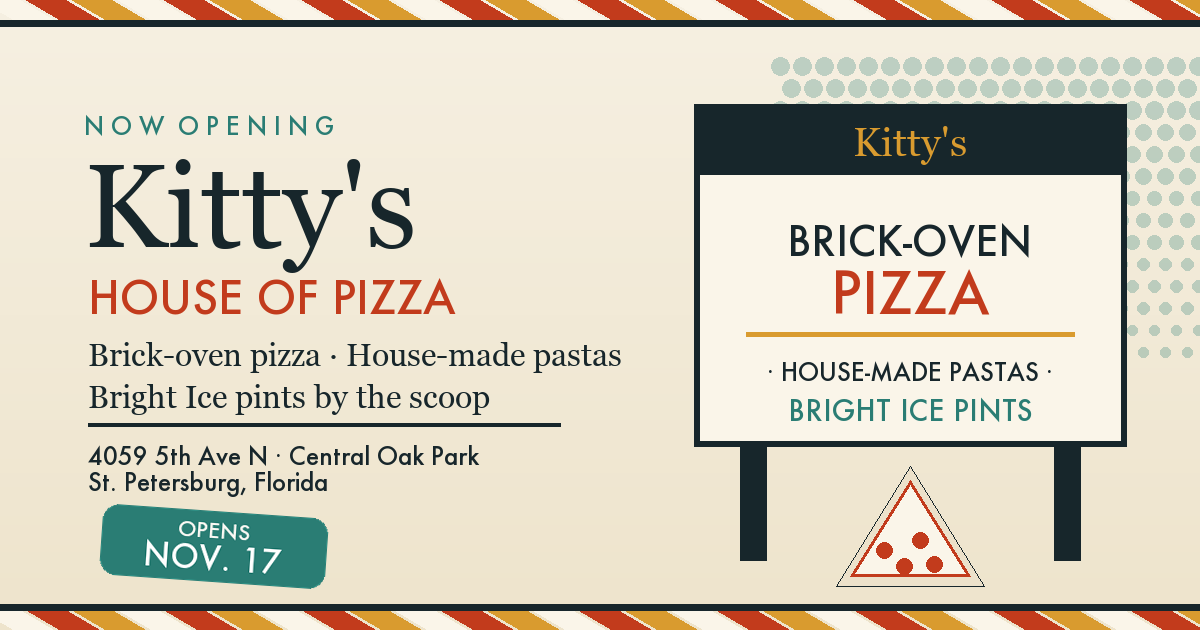 NOW OPENING
Kitty's
HOUSE OF PIZZA
Brick-oven pizza · House-made pastas
Bright Ice pints by the scoop
4059 5th Ave N · Central Oak Park
St. Petersburg, Florida
OPENS
NOV. 17
Kitty's
BRICK-OVEN
PIZZA
· HOUSE-MADE PASTAS ·
BRIGHT ICE PINTS